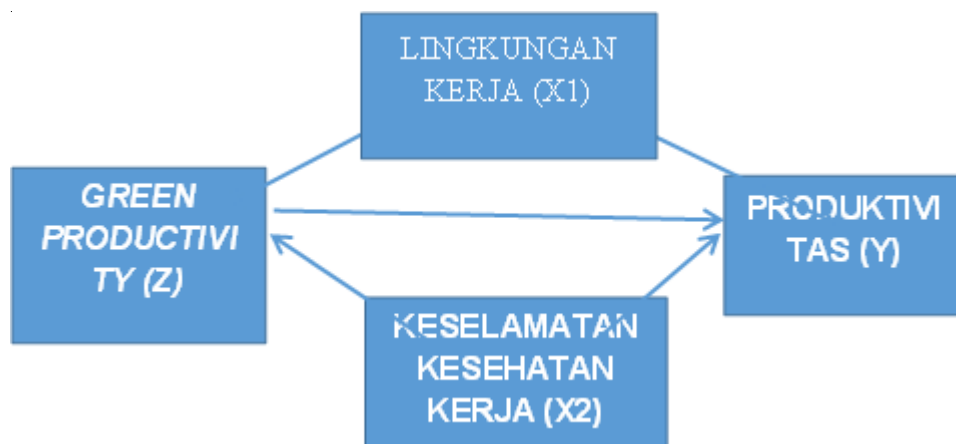 LINGKUNGAN
KERJA (X1)
GREEN
PRODUCTIVI
TY (Z)
PRODUKTIVI
TAS (Y)
KESELAMATAN
KESEHATAN
KERJA (X2)